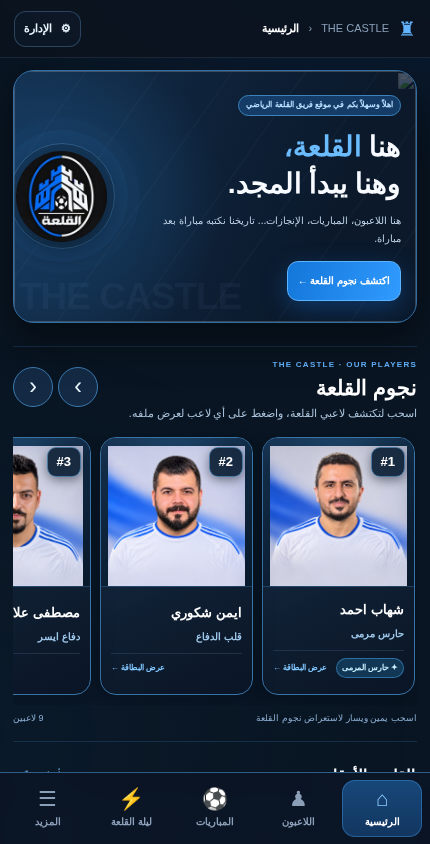 THE CASTLE ‹ الرئيسية
⚙ الإدارة
اهلاً وسهلاً بكم في موقع فريق القلعة الرياضي
هنا القلعة،
وهنا يبدأ المجد.
هنا اللاعبون، المباريات، الإنجازات... تاريخنا نكتبه مباراة بعد
مباراة.
اكتشف نجوم القلعة ←
القلعة
THE CASTLE
THE CASTLE · OUR PLAYERS
نجوم القلعة
اسحب لتكتشف لاعبي القلعة، واضغط على أي لاعب لعرض ملفه.
#1
شهاب احمد
حارس مرمى
✦ حارس المرمى
عرض البطاقة ←
#2
ايمن شكوري
قلب الدفاع
عرض البطاقة ←
#3
مصطفى علا
دفاع ايسر
عرض البطاقة ←
اسحب يمين ويسار لاستعراض نجوم القلعة
9 لاعبين
الرئيسية
اللاعبون
المباريات
ليلة القلعة
المزيد